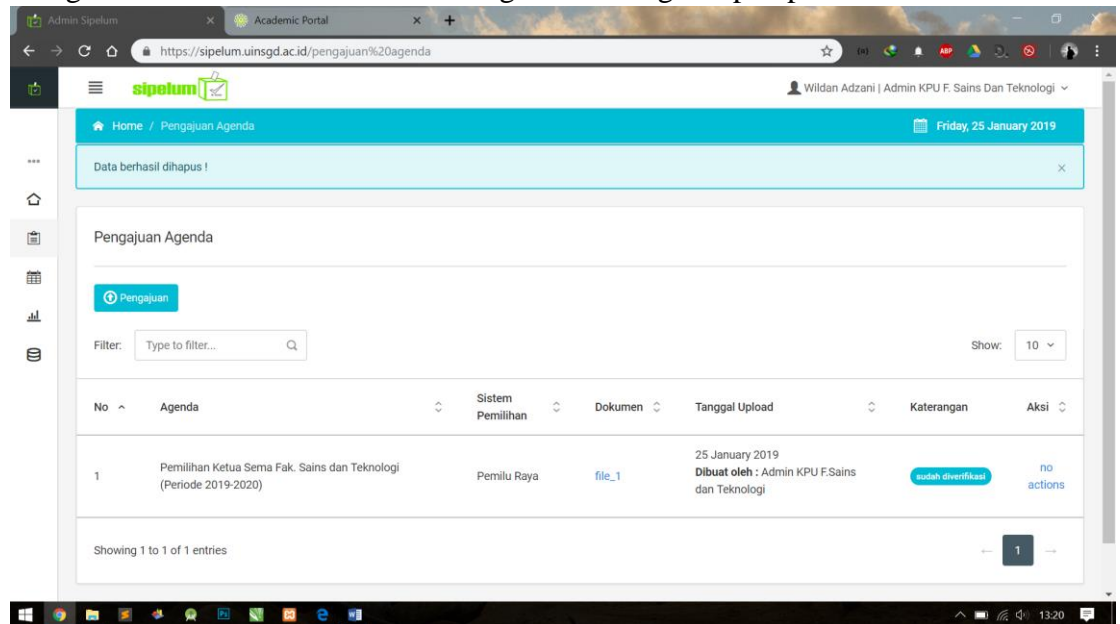 Admin Sipelum
Academic Portal
https://sipelum.uinsgd.ac.id/pengajuan%20agenda
ABP
sipelum
Wildan Adzani | Admin KPU F. Sains Dan Teknologi
Home / Pengajuan Agenda
Friday, 25 January 2019
Data berhasil dihapus !
Pengajuan Agenda
Pengajuan
Filter: Type to filter...
Show: 10
No Agenda Sistem Pemilihan Dokumen Tanggal Upload Katerangan Aksi
1
Pemilihan Ketua Sema Fak. Sains dan Teknologi
(Periode 2019-2020)
Pemilu Raya
file_1
25 January 2019
Dibuat oleh : Admin KPU F.Sains
dan Teknologi
sudah diverifikasi
no
actions
Showing 1 to 1 of 1 entries
← 1 →
Ps
13:20